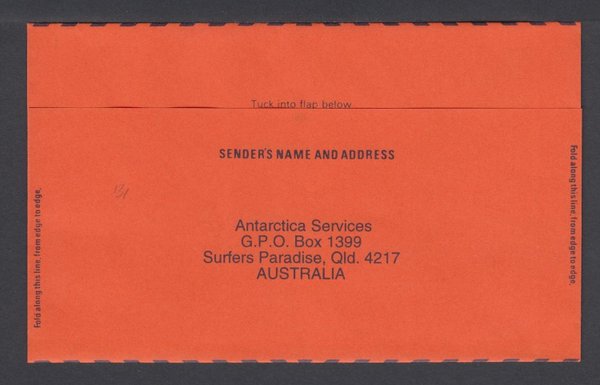 Tuck into flap below
SENDER'S NAME AND ADDRESS
Fold along this line, from edge to edge.
Fold along this line, from edge to edge.
Antarctica Services
G.P.O. Box 1399
Surfers Paradise, Qld. 4217
AUSTRALIA